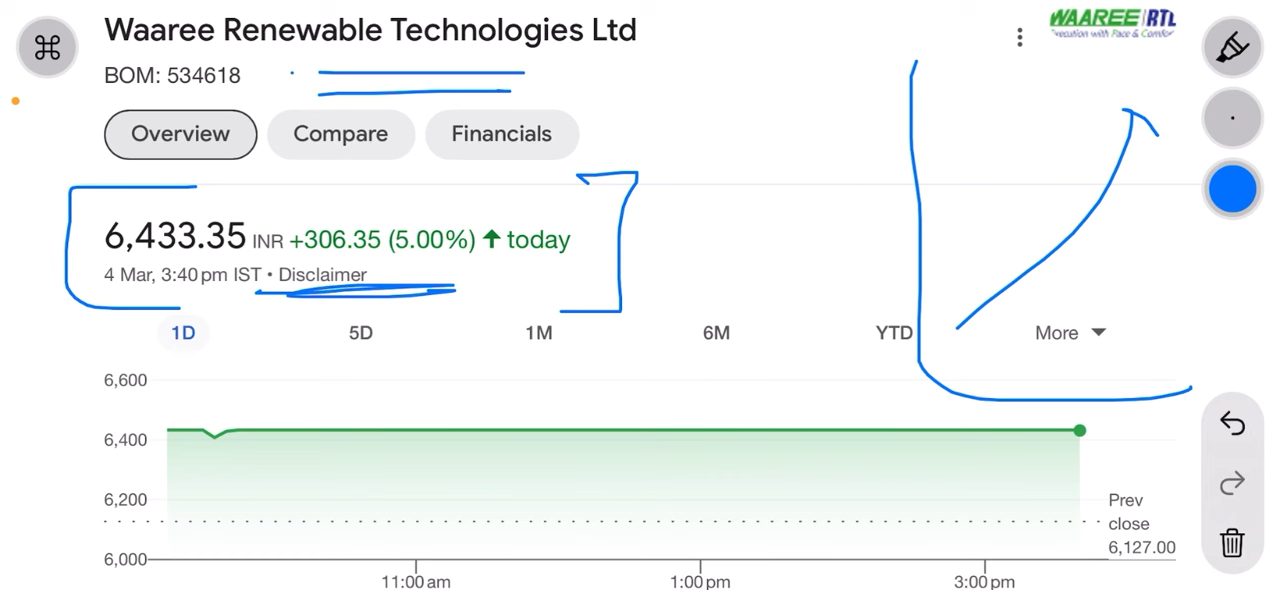 Waaree Renewable Technologies Ltd
WAAREE RTL
BOM: 534618
Overview Compare Financials
6,433.35 INR +306.35 (5.00%) ↑ today
4 Mar, 3:40 pm IST • Disclaimer
1D 5D 1M 6M YTD More
6,600
6,400
6,200
Prev
close
6,127.00
6,000
11:00 am 1:00 pm 3:00 pm